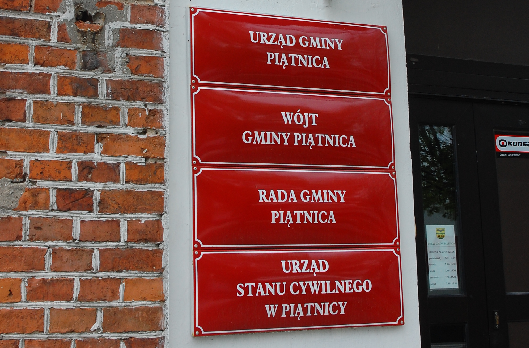 URZĄD GMINY
PIĄTNICA
WÓJT
GMINY PIĄTNICA
RADA GMINY
PIĄTNICA
URZĄD
STANU CYWILNEGO
W PIĄTNICY